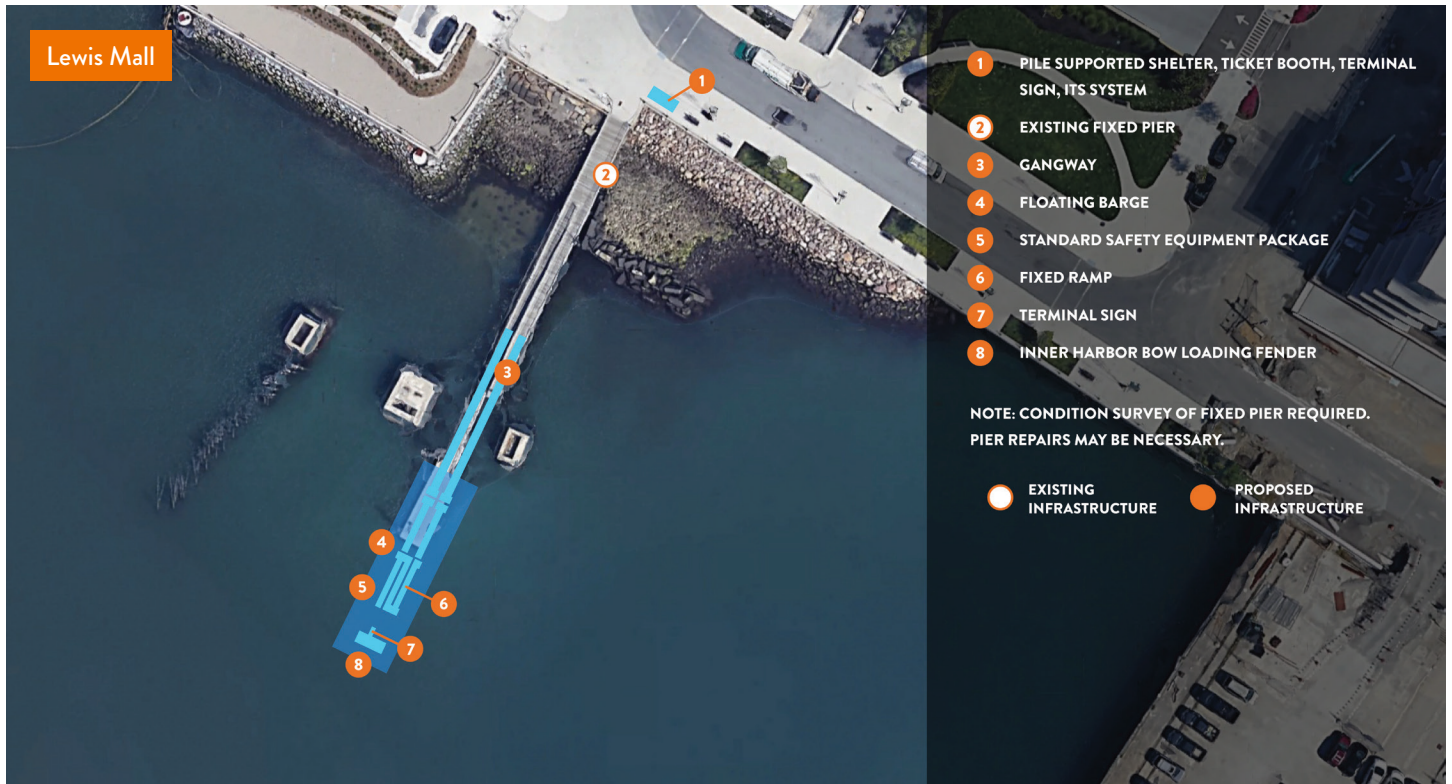 Lewis Mall
1 PILE SUPPORTED SHELTER, TICKET BOOTH, TERMINAL
SIGN, ITS SYSTEM
2 EXISTING FIXED PIER
3 GANGWAY
4 FLOATING BARGE
5 STANDARD SAFETY EQUIPMENT PACKAGE
6 FIXED RAMP
7 TERMINAL SIGN
8 INNER HARBOR BOW LOADING FENDER
NOTE: CONDITION SURVEY OF FIXED PIER REQUIRED.
PIER REPAIRS MAY BE NECESSARY.
EXISTING
INFRASTRUCTURE
PROPOSED
INFRASTRUCTURE
1
2
3
4
5
6
7
8